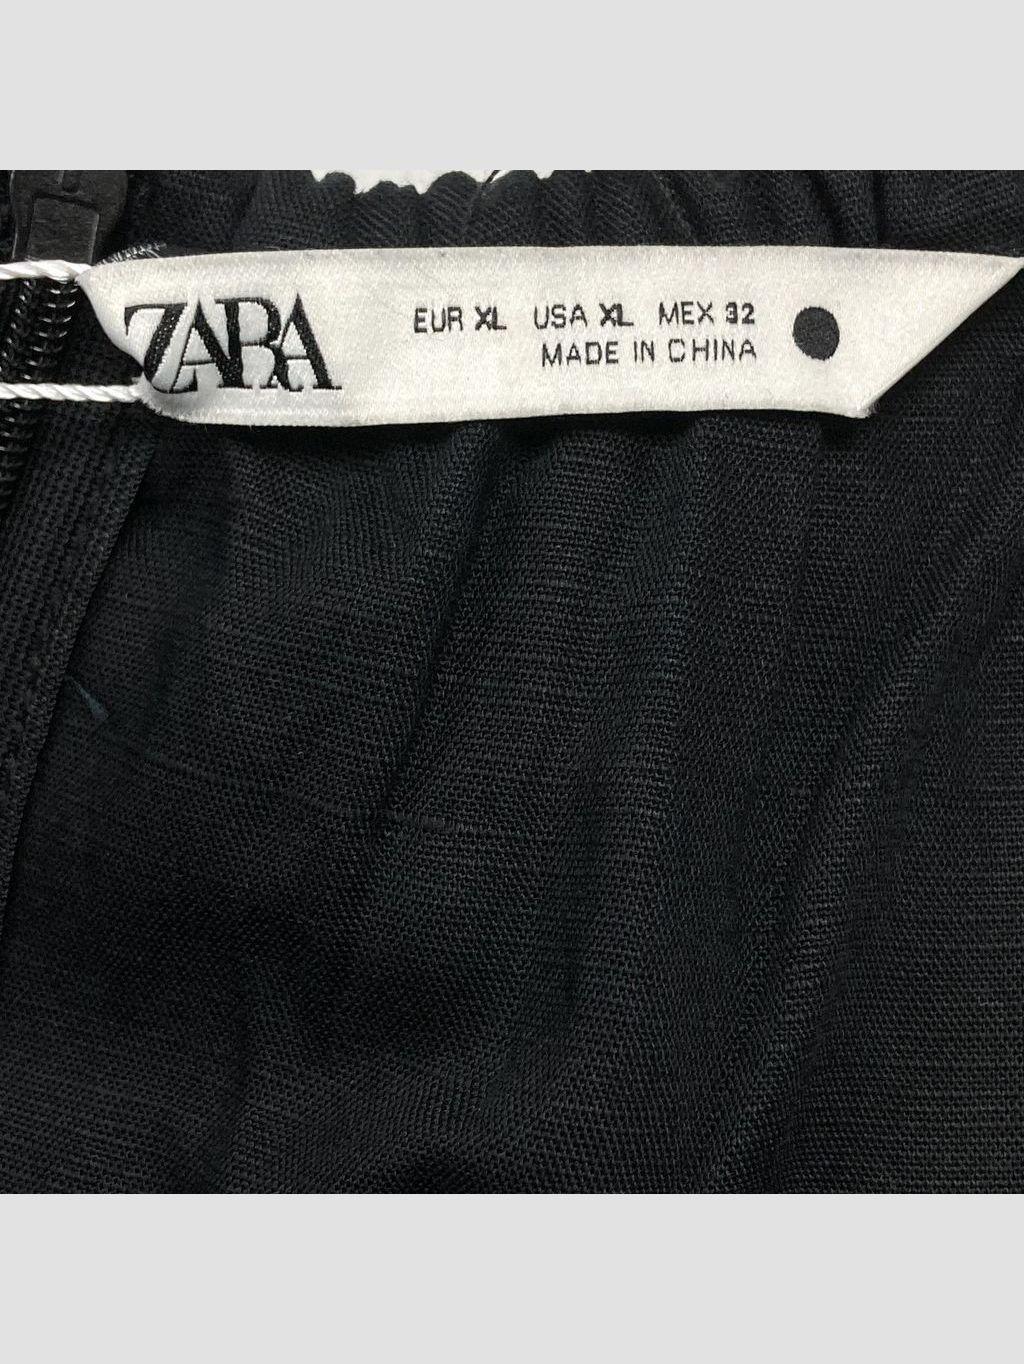 ZARA
EUR XL USA XL MEX 32
MADE IN CHINA